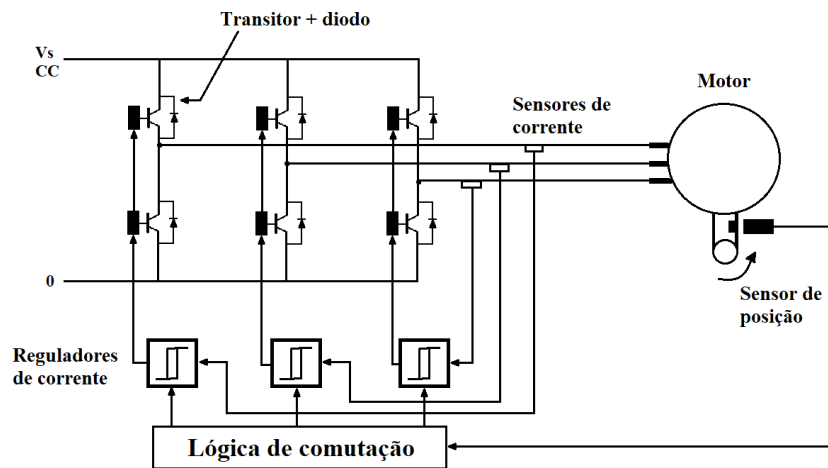 Transitor + diodo
Vs
CC
Motor
Sensores de
corrente
0
Sensor de
posição
Reguladores
de corrente
Lógica de comutação